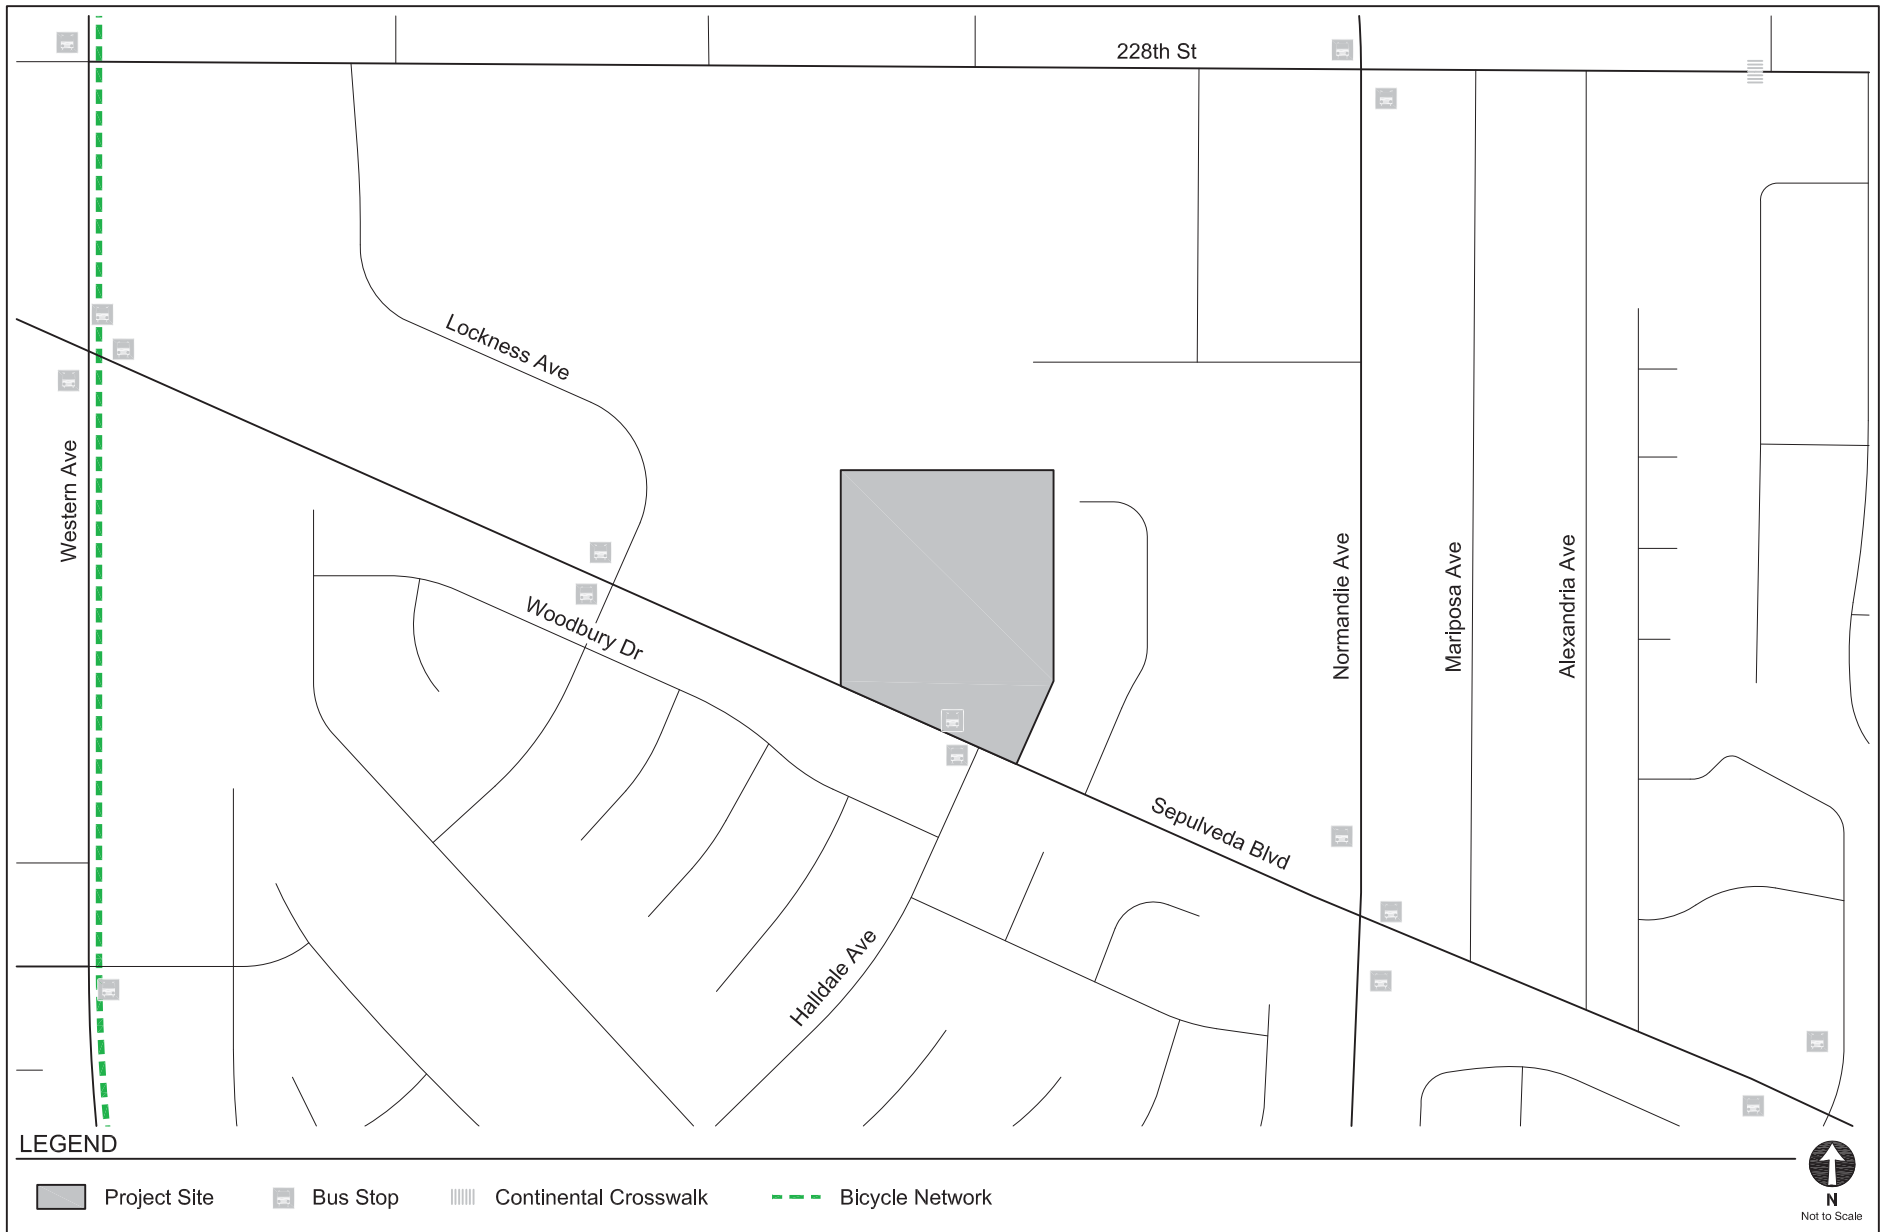 228th St
Lockness Ave
Western Ave
Woodbury Dr
Normandie Ave
Mariposa Ave
Alexandria Ave
Sepulveda Blvd
Halldale Ave
LEGEND
Project Site
Bus Stop
Continental Crosswalk
Bicycle Network
N
Not to Scale